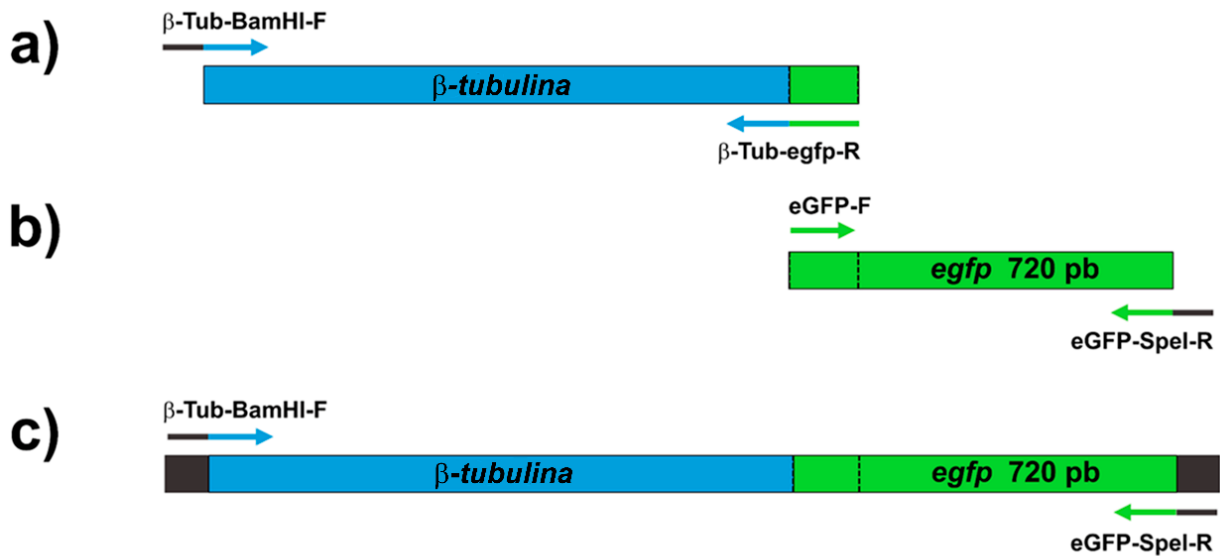 a)
β-Tub-BamHI-F
β-tubulina
β-Tub-egfp-R
b)
eGFP-F
egfp 720 pb
eGFP-SpeI-R
c)
β-Tub-BamHI-F
β-tubulina
egfp 720 pb
eGFP-SpeI-R